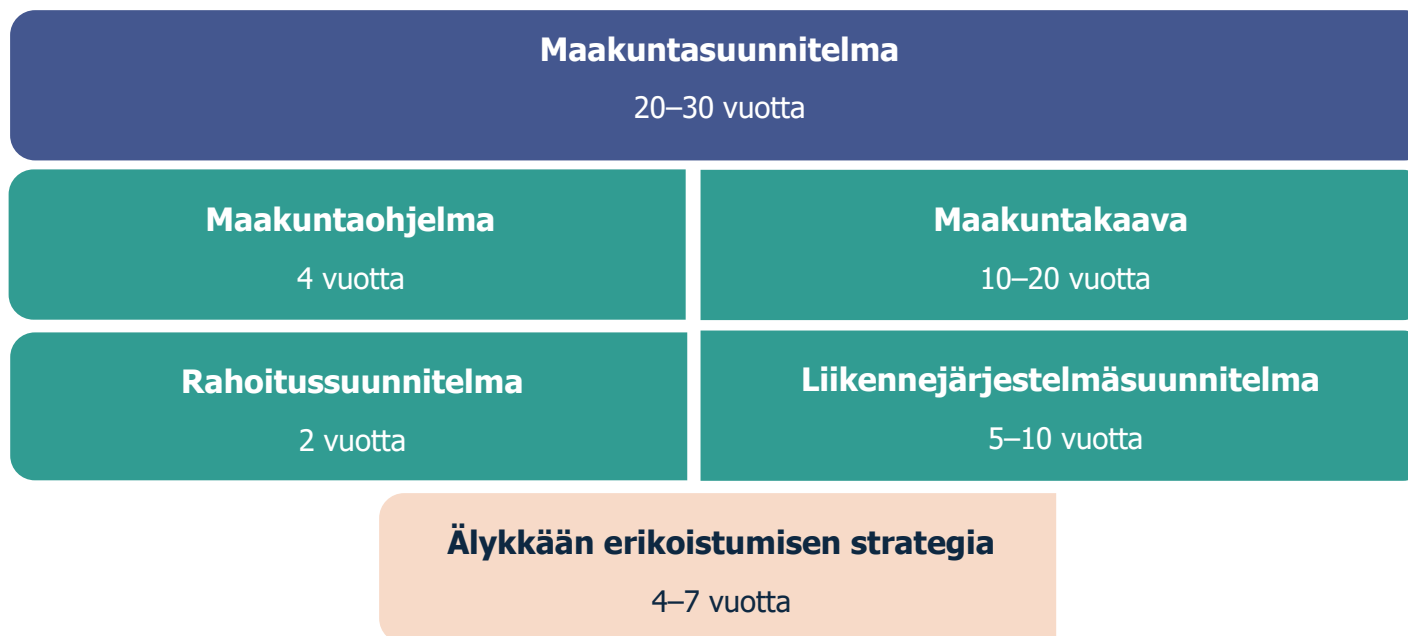 Maakuntasuunnitelma
20–30 vuotta
Maakuntaohjelma
4 vuotta
Maakuntakaava
10–20 vuotta
Rahoitussuunnitelma
2 vuotta
Liikennejärjestelmäsuunnitelma
5–10 vuotta
Älykkään erikoistumisen strategia
4–7 vuotta